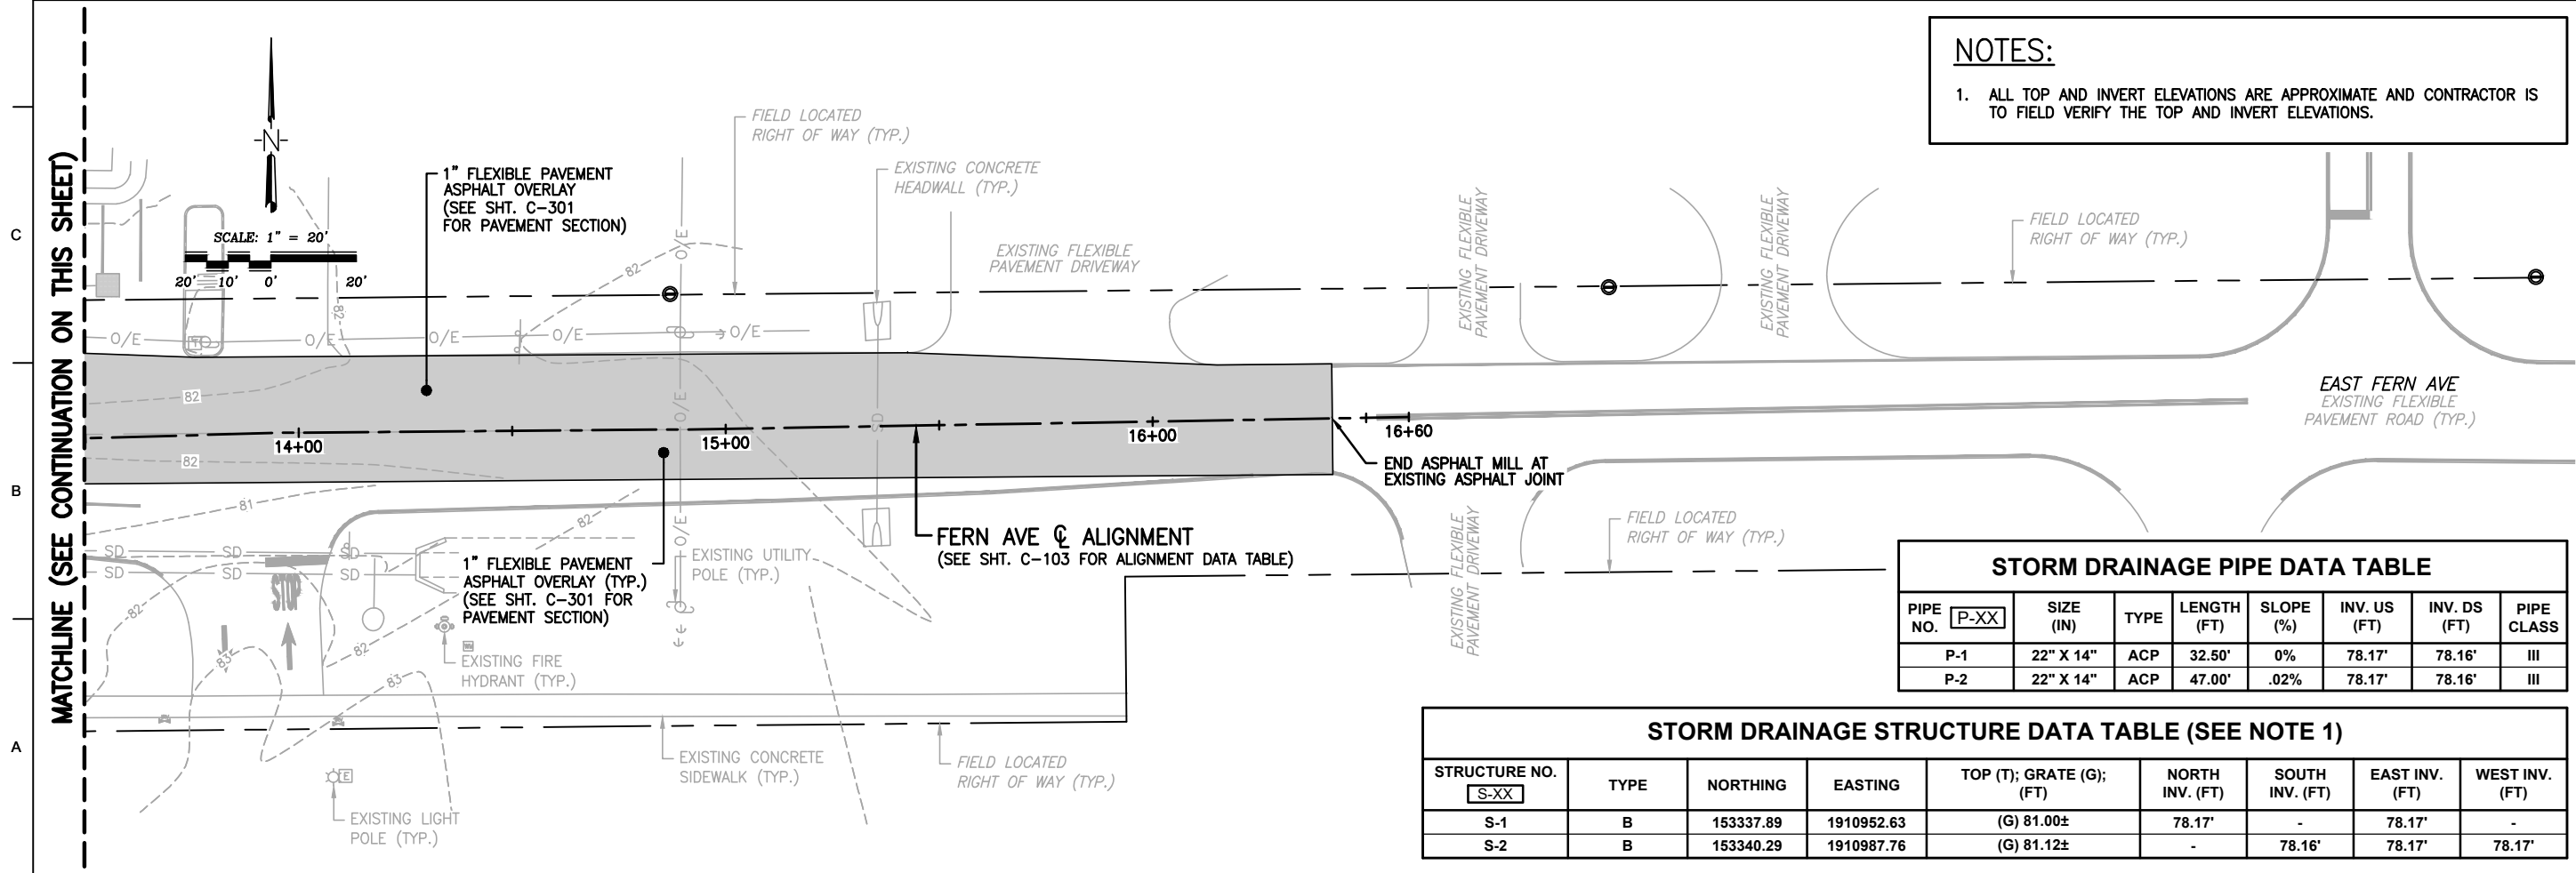 NOTES:
1. ALL TOP AND INVERT ELEVATIONS ARE APPROXIMATE AND CONTRACTOR IS
TO FIELD VERIFY THE TOP AND INVERT ELEVATIONS.
C
B
A
MATCHLINE (SEE CONTINUATION ON THIS SHEET)
-N-
SCALE: 1" = 20'
20' 10' 0' 20'
1" FLEXIBLE PAVEMENT
ASPHALT OVERLAY
(SEE SHT. C-301
FOR PAVEMENT SECTION)
FIELD LOCATED
RIGHT OF WAY (TYP.)
EXISTING CONCRETE
HEADWALL (TYP.)
EXISTING FLEXIBLE
PAVEMENT DRIVEWAY
EXISTING FLEXIBLE
PAVEMENT DRIVEWAY
EXISTING FLEXIBLE
PAVEMENT DRIVEWAY
FIELD LOCATED
RIGHT OF WAY (TYP.)
82
82
O/E
O/E O/E O/E O/E O/E
82
O/E
SD
14+00
15+00
16+00
16+60
82
EAST FERN AVE
EXISTING FLEXIBLE
PAVEMENT ROAD (TYP.)
END ASPHALT MILL AT
EXISTING ASPHALT JOINT
81
82
O/E
SD SD SD
SD SD SD
STOP
FERN AVE ℄ ALIGNMENT
(SEE SHT. C-103 FOR ALIGNMENT DATA TABLE)
1" FLEXIBLE PAVEMENT
ASPHALT OVERLAY (TYP.)
(SEE SHT. C-301 FOR
PAVEMENT SECTION)
EXISTING UTILITY
POLE (TYP.)
EXISTING FLEXIBLE
PAVEMENT DRIVEWAY
FIELD LOCATED
RIGHT OF WAY (TYP.)
82
83
82
83
EXISTING FIRE
HYDRANT (TYP.)
EXISTING CONCRETE
SIDEWALK (TYP.)
FIELD LOCATED
RIGHT OF WAY (TYP.)
E
EXISTING LIGHT
POLE (TYP.)
STORM DRAINAGE PIPE DATA TABLE
PIPE NO. P-XX SIZE (IN) TYPE LENGTH (FT) SLOPE (%) INV. US (FT) INV. DS (FT) PIPE CLASS
P-1 22" X 14" ACP 32.50' 0% 78.17' 78.16' III
P-2 22" X 14" ACP 47.00' .02% 78.17' 78.16' III
STORM DRAINAGE STRUCTURE DATA TABLE (SEE NOTE 1)
STRUCTURE NO. S-XX TYPE NORTHING EASTING TOP (T); GRATE (G); (FT) NORTH INV. (FT) SOUTH INV. (FT) EAST INV. (FT) WEST INV. (FT)
S-1 B 153337.89 1910952.63 (G) 81.00± 78.17' - 78.17' -
S-2 B 153340.29 1910987.76 (G) 81.12± - 78.16' 78.17' 78.17'